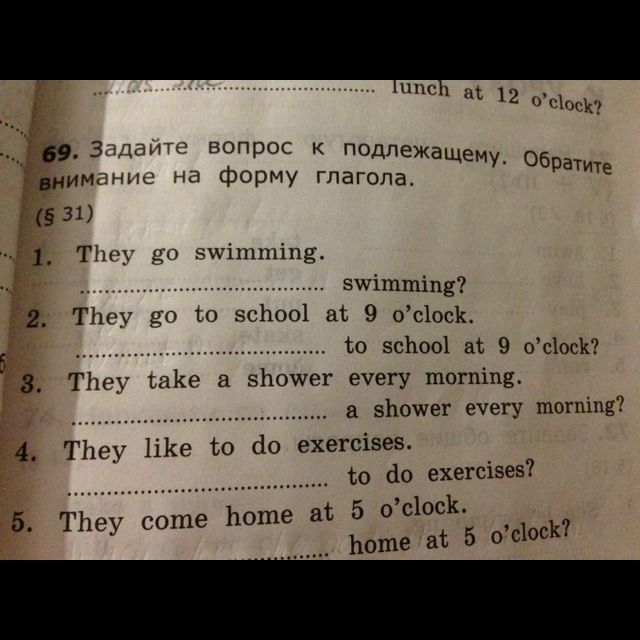 Has she .......................... lunch at 12 o'clock?
69. Задайте вопрос к подлежащему. Обратите
внимание на форму глагола.
(§ 31)
1. They go swimming.
.......................... swimming?
2. They go to school at 9 o'clock.
.......................... to school at 9 o'clock?
3. They take a shower every morning.
.......................... a shower every morning?
4. They like to do exercises.
.......................... to do exercises?
5. They come home at 5 o'clock.
.......................... home at 5 o'clock?